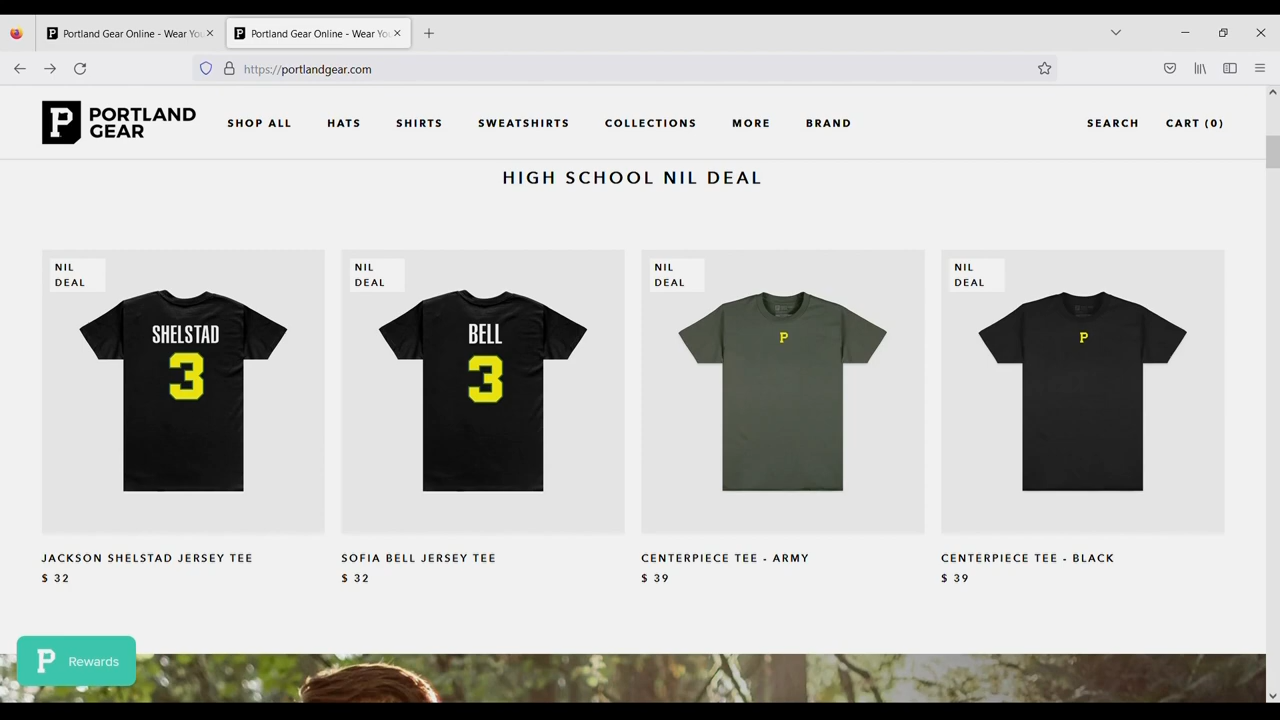 Portland Gear Online - Wear Yo
Portland Gear Online - Wear Yo
https://portlandgear.com
P PORTLAND
GEAR
SHOP ALL HATS SHIRTS SWEATSHIRTS COLLECTIONS MORE BRAND SEARCH CART (0)
HIGH SCHOOL NIL DEAL
NIL
DEAL
SHELSTAD
3
JACKSON SHELSTAD JERSEY TEE
$ 32
NIL
DEAL
BELL
3
SOFIA BELL JERSEY TEE
$ 32
NIL
DEAL
P
CENTERPIECE TEE - ARMY
$ 39
NIL
DEAL
P
CENTERPIECE TEE - BLACK
$ 39
P Rewards